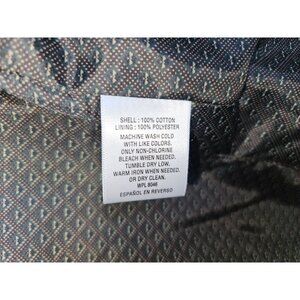 SHELL : 100% COTTON
LINING : 100% POLYESTER
MACHINE WASH COLD
WITH LIKE COLORS.
ONLY NON-CHLORINE
BLEACH WHEN NEEDED.
TUMBLE DRY LOW.
WARM IRON WHEN NEEDED
OR DRY CLEAN.
WPL 8046
ESPAÑOL EN REVERSO